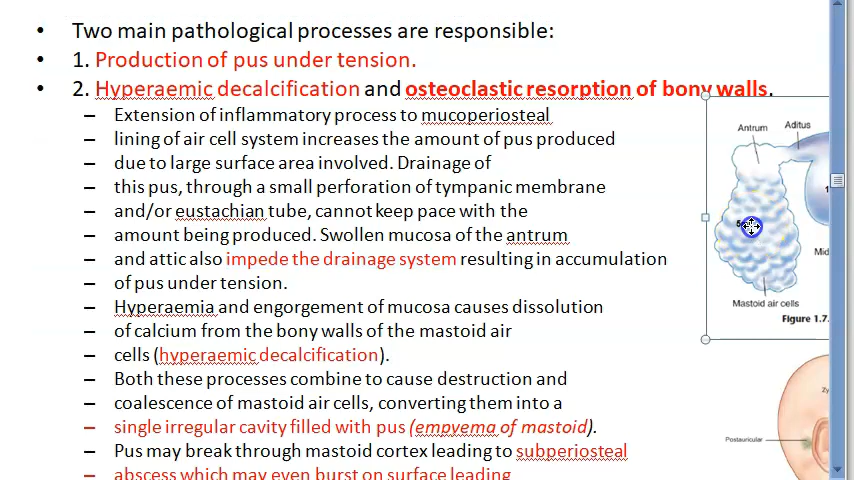 • Two main pathological processes are responsible:
• 1. Production of pus under tension.
• 2. Hyperaemic decalcification and osteoclastic resorption of bony walls.
– Extension of inflammatory process to mucoperiosteal
– lining of air cell system increases the amount of pus produced
– due to large surface area involved. Drainage of
– this pus, through a small perforation of tympanic membrane
– and/or eustachian tube, cannot keep pace with the
– amount being produced. Swollen mucosa of the antrum
– and attic also impede the drainage system resulting in accumulation
– of pus under tension.
– Hyperaemia and engorgement of mucosa causes dissolution
– of calcium from the bony walls of the mastoid air
– cells (hyperaemic decalcification).
– Both these processes combine to cause destruction and
– coalescence of mastoid air cells, converting them into a
– single irregular cavity filled with pus (empyema of mastoid).
– Pus may break through mastoid cortex leading to subperiosteal
– abscess which may even burst on surface leading
Antrum Aditus
Mid
Mastoid air cells
Figure 1.7.
Zy
Postauricular